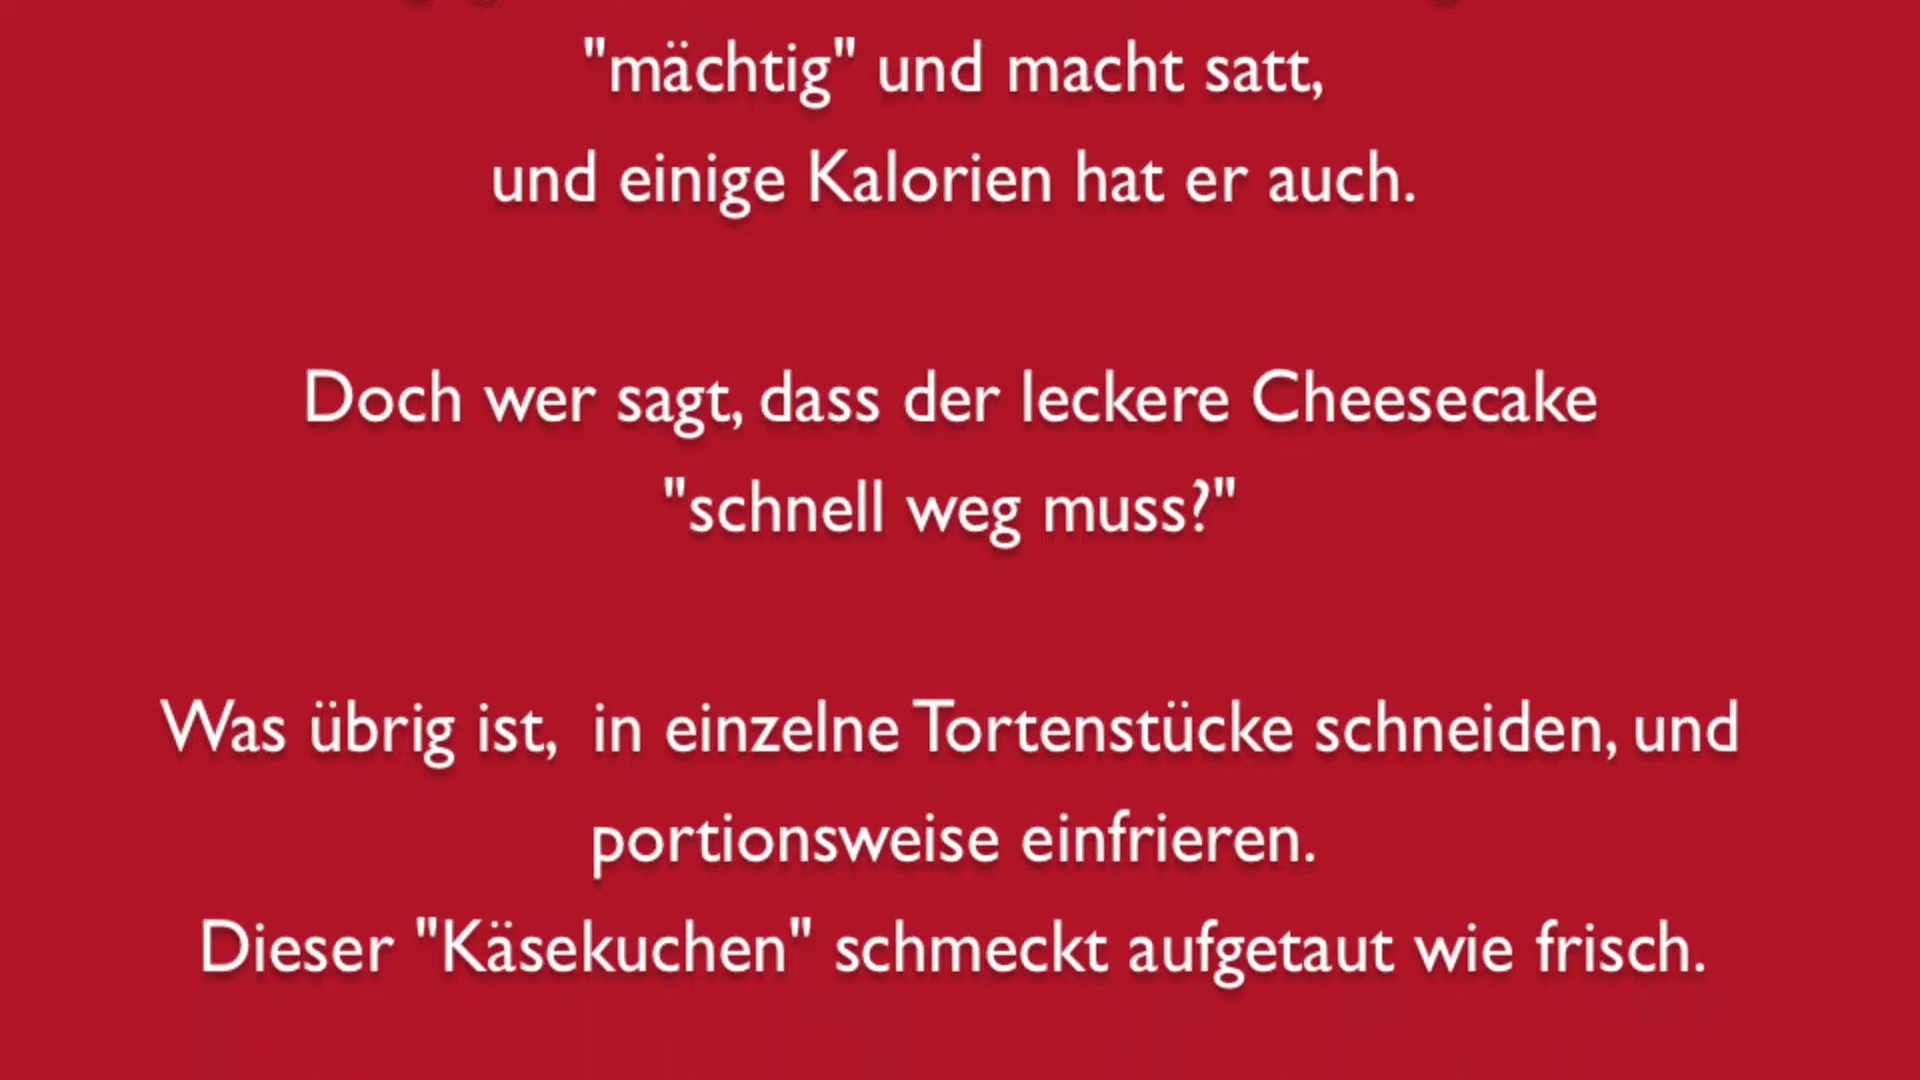 "mächtig" und macht satt,
und einige Kalorien hat er auch.
Doch wer sagt, dass der leckere Cheesecake
"schnell weg muss?"
Was übrig ist,  in einzelne Tortenstücke schneiden, und
portionsweise einfrieren.
Dieser "Käsekuchen" schmeckt aufgetaut wie frisch.